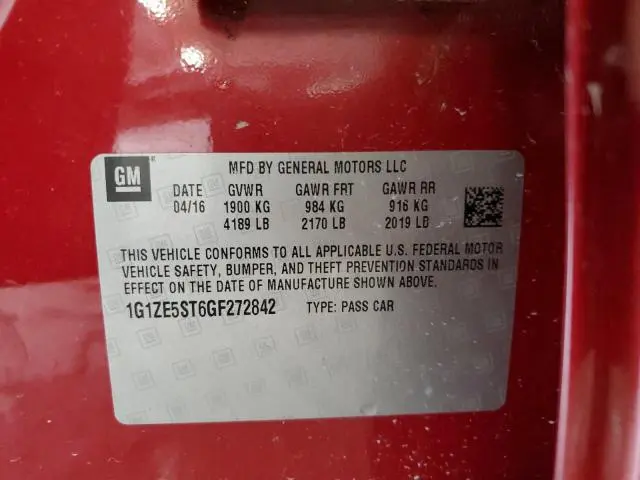 GM
MFD BY GENERAL MOTORS LLC
DATE GVWR GAWR FRT GAWR RR
04/16 1900 KG 984 KG 916 KG
4189 LB 2170 LB 2019 LB
THIS VEHICLE CONFORMS TO ALL APPLICABLE U.S. FEDERAL MOTOR
VEHICLE SAFETY, BUMPER, AND THEFT PREVENTION STANDARDS IN
EFFECT ON THE DATE OF MANUFACTURE SHOWN ABOVE.
1G1ZE5ST6GF272842 TYPE: PASS CAR